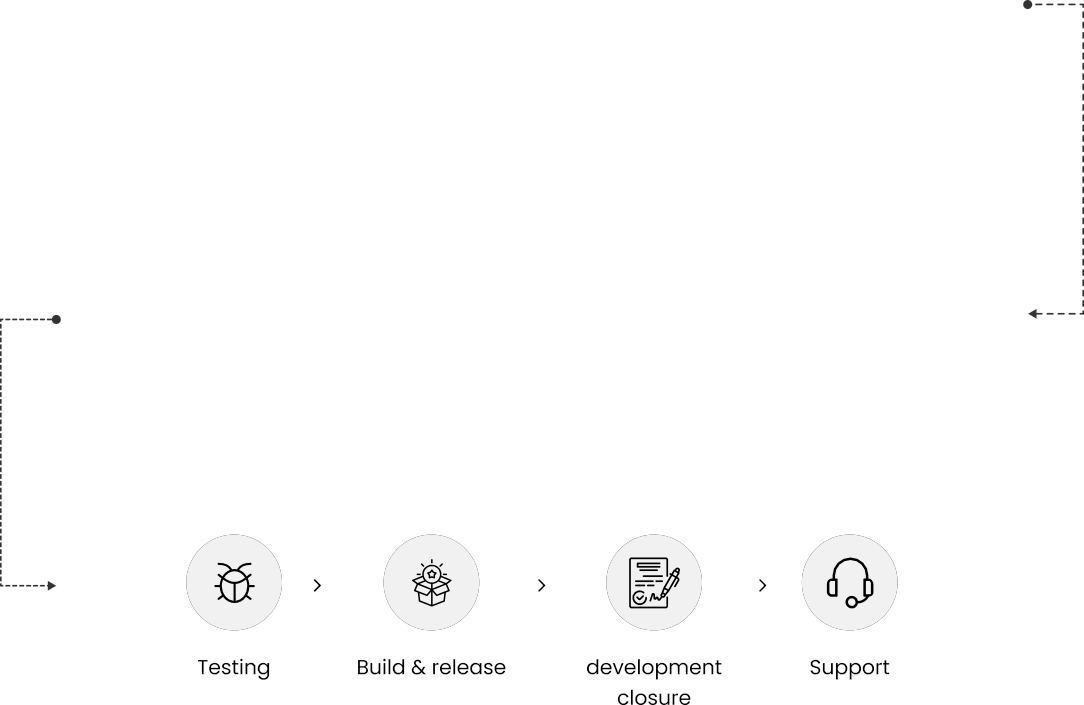 Testing
Build & release
development
closure
Support